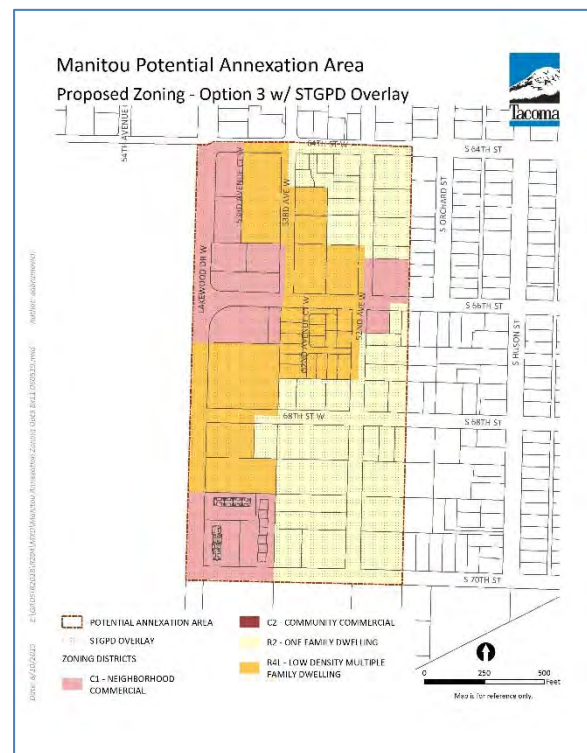 Manitou Potential Annexation Area
Proposed Zoning - Option 3 w/ STGPD Overlay
Tacoma
54TH AVENUE
64TH ST W
S 64TH ST
53RD AVENUE CT W
53RD AVE W
S ORCHARD ST
LAKEWOOD DR W
52ND AVE W
S 66TH ST
52ND AVENUE CT W
S HUSON ST
68TH ST W
S 68TH ST
S 70TH ST
POTENTIAL ANNEXATION AREA
STGPD OVERLAY
ZONING DISTRICTS
C1 - NEIGHBORHOOD
COMMERCIAL
C2 - COMMUNITY COMMERCIAL
R2 - ONE FAMILY DWELLING
R4L - LOW DENSITY MULTIPLE
FAMILY DWELLING
0 250 500
Feet
Map is for reference only.